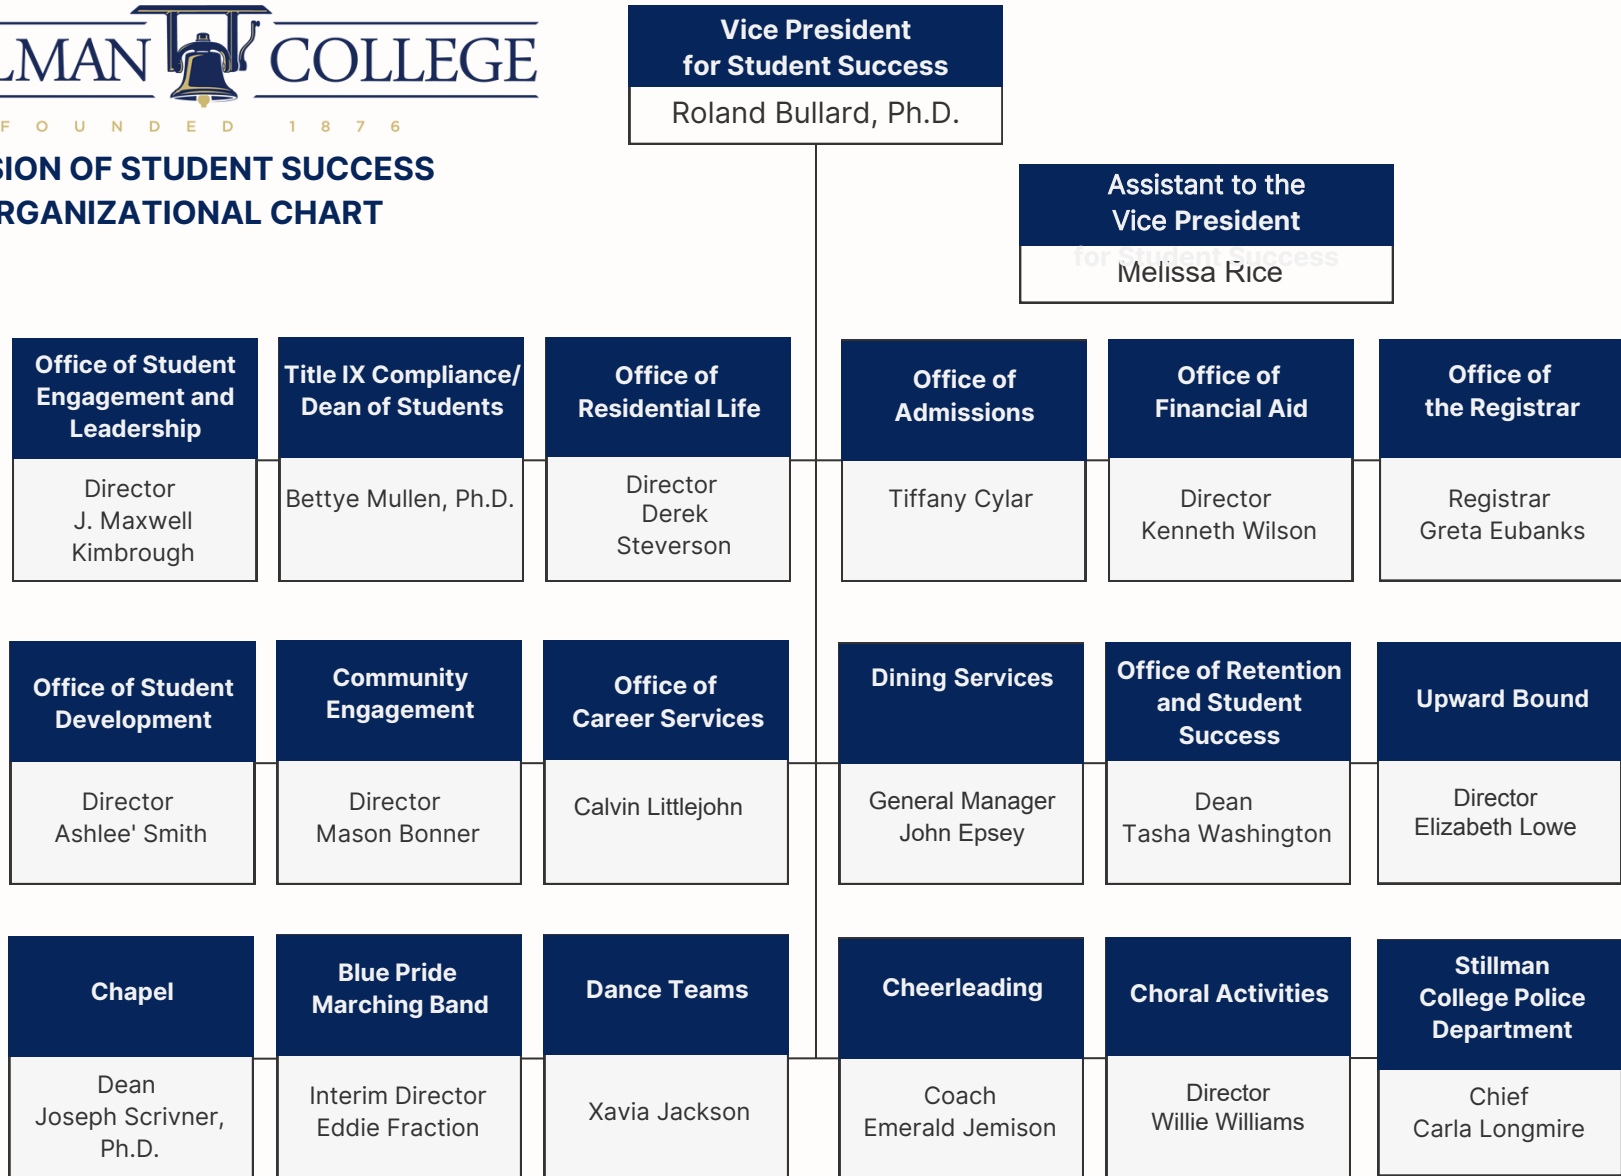 LMAN COLLEGE
FOUNDED 1876
SION OF STUDENT SUCCESS
RGANIZATIONAL CHART
Vice President
for Student Success
Roland Bullard, Ph.D.
Assistant to the
Vice President
for Student Success
Melissa Rice
Office of Student
Engagement and
Leadership
Director
J. Maxwell
Kimbrough
Title IX Compliance/
Dean of Students
Bettye Mullen, Ph.D.
Office of
Residential Life
Director
Derek
Steverson
Office of
Admissions
Tiffany Cylar
Office of
Financial Aid
Director
Kenneth Wilson
Office of
the Registrar
Registrar
Greta Eubanks
Office of Student
Development
Director
Ashlee' Smith
Community
Engagement
Director
Mason Bonner
Office of
Career Services
Calvin Littlejohn
Dining Services
General Manager
John Epsey
Office of Retention
and Student
Success
Dean
Tasha Washington
Upward Bound
Director
Elizabeth Lowe
Chapel
Dean
Joseph Scrivner,
Ph.D.
Blue Pride
Marching Band
Interim Director
Eddie Fraction
Dance Teams
Xavia Jackson
Cheerleading
Coach
Emerald Jemison
Choral Activities
Director
Willie Williams
Stillman
College Police
Department
Chief
Carla Longmire